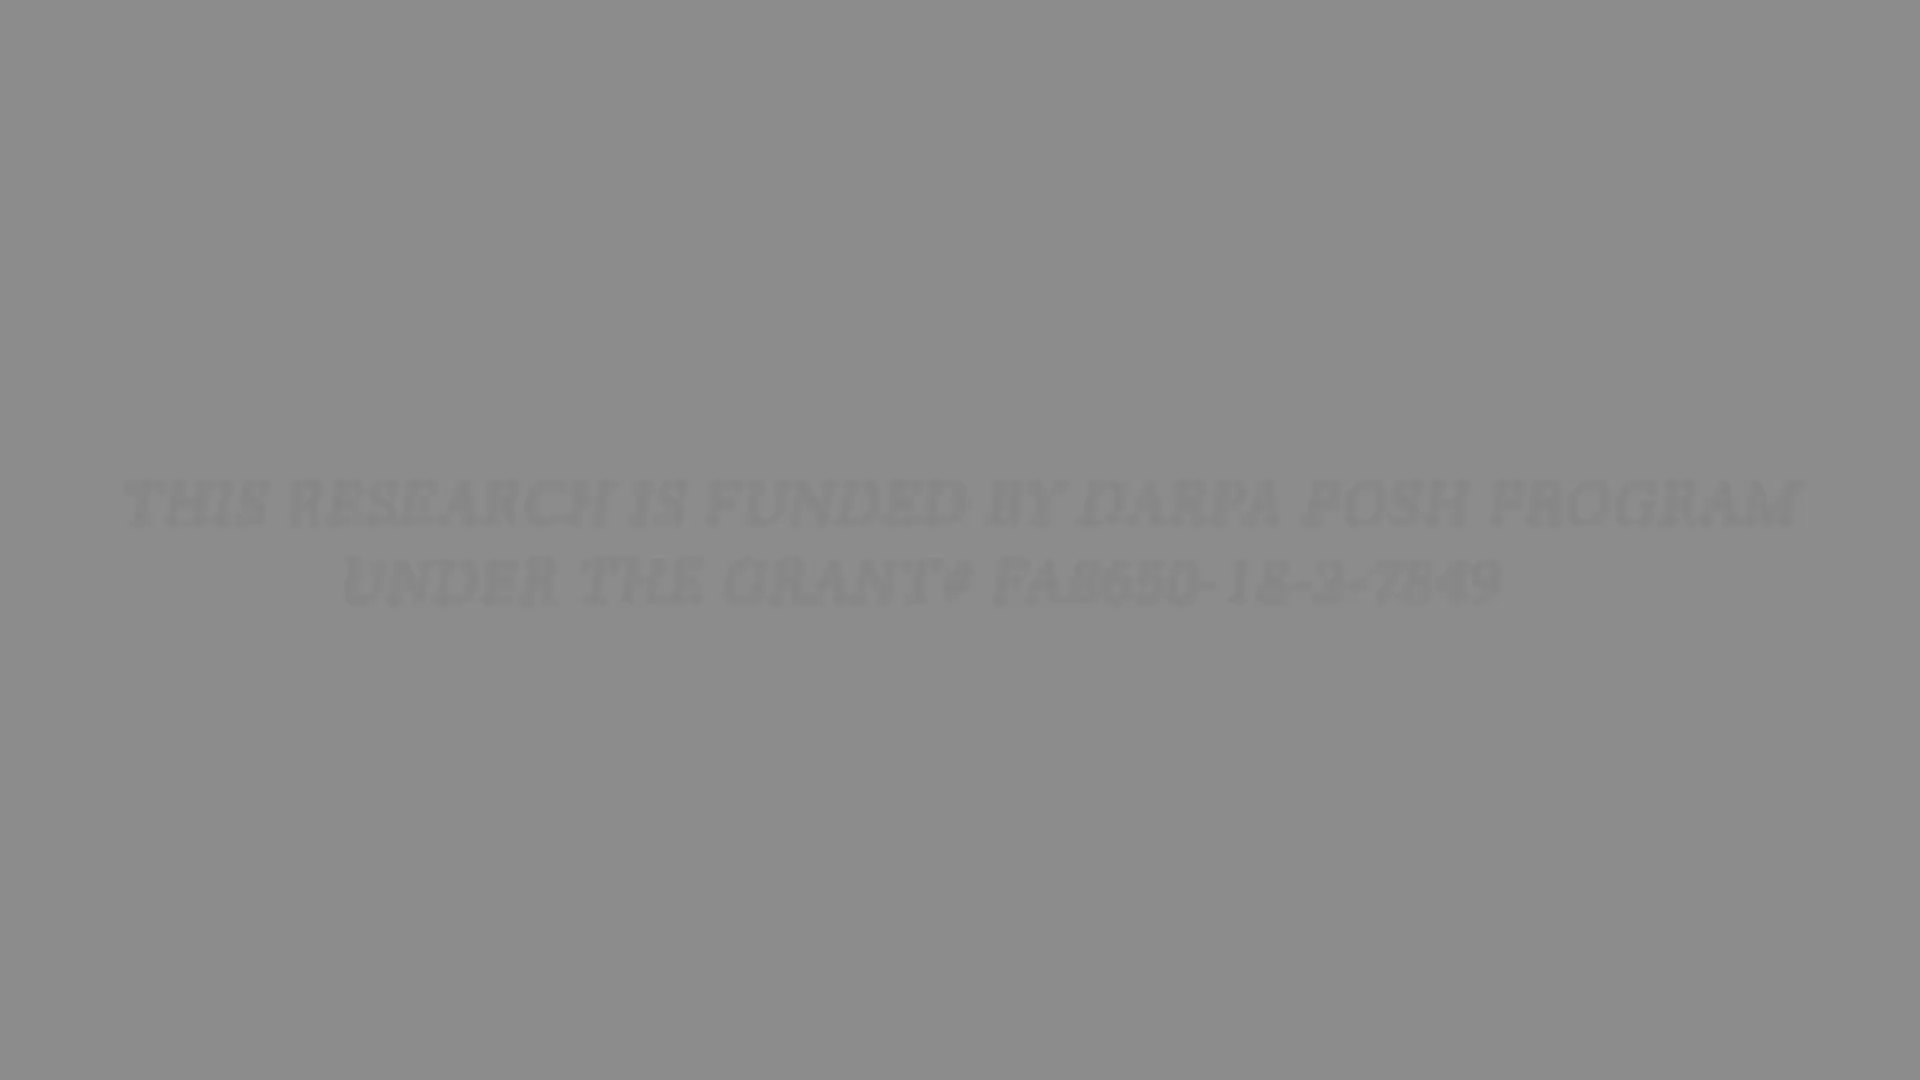 THIS RESEARCH IS FUNDED BY DARPA POSH PROGRAM
UNDER THE GRANT# FA8650-18-2-7849